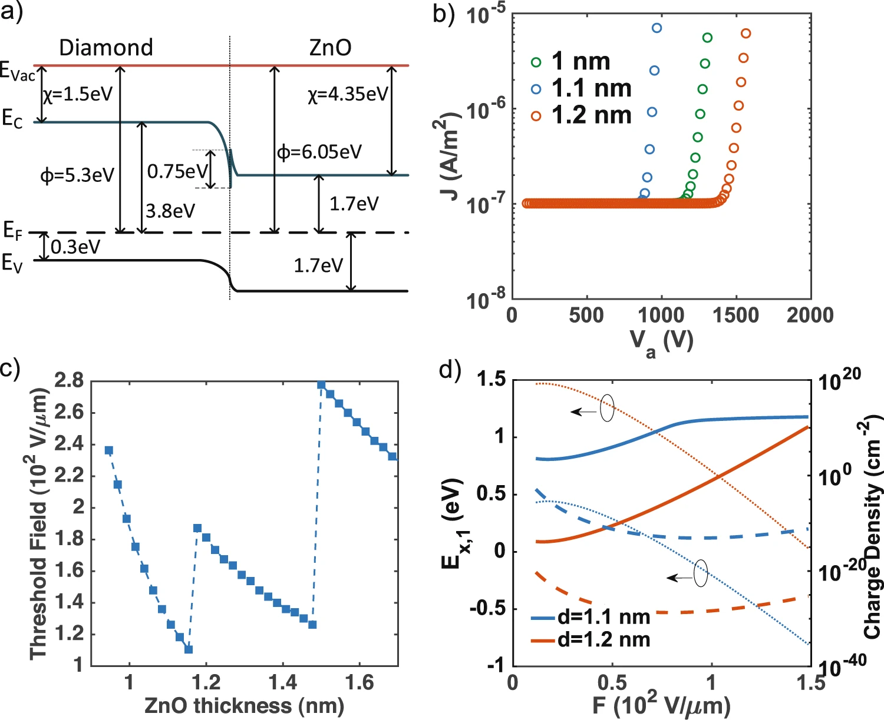 a)
Diamond ZnO
E_Vac
χ=1.5eV χ=4.35eV
E_C
ϕ=5.3eV 0.75eV ϕ=6.05eV
3.8eV 1.7eV
E_F
0.3eV 1.7eV
E_V
b)
10^-5
10^-6
10^-7
10^-8
J (A/m²)
1 nm
1.1 nm
1.2 nm
0 500 1000 1500 2000
V_a (V)
c)
2.8
2.6
2.4
2.2
2
1.8
1.6
1.4
1.2
1
Threshold Field (10² V/μm)
1 1.2 1.4 1.6
ZnO thickness (nm)
d)
1.5
1
0.5
0
-0.5
-1
E_x,1 (eV)
10^20
10^0
10^-20
10^-40
Charge Density (cm^-2)
d=1.1 nm
d=1.2 nm
0 0.5 1 1.5
F (10² V/μm)